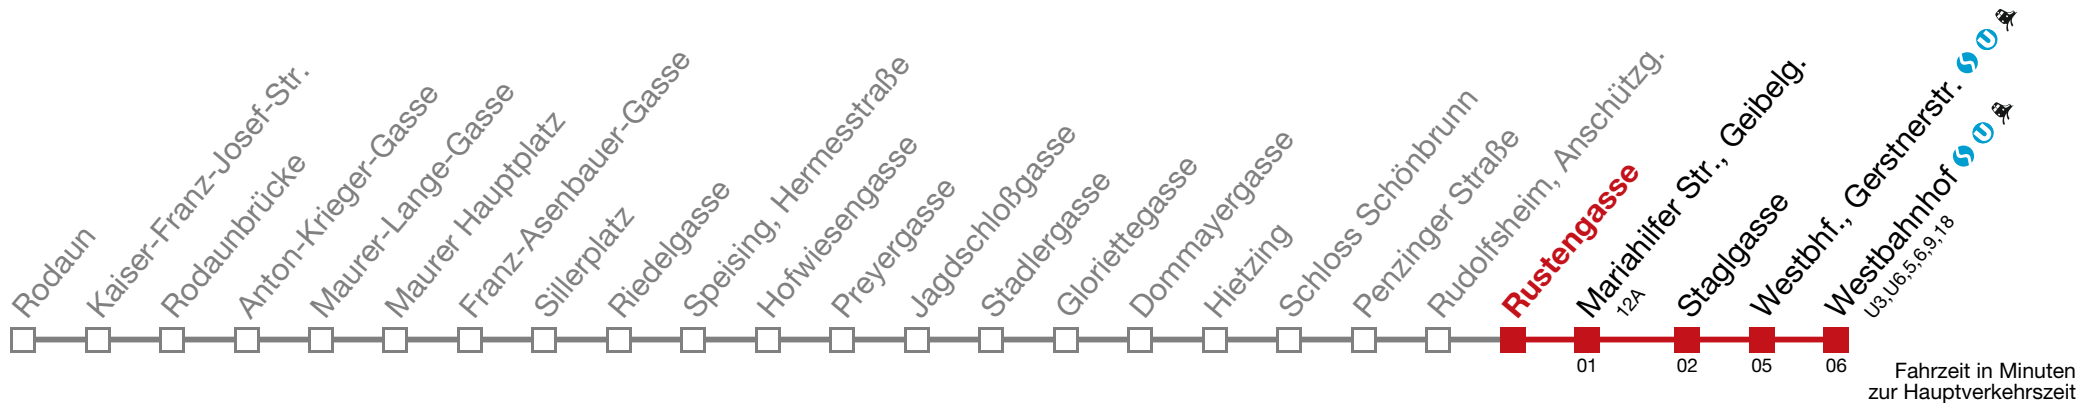 Rodaun
Kaiser-Franz-Josef-Str.
Rodaunbrücke
Anton-Krieger-Gasse
Maurer-Lange-Gasse
Maurer Hauptplatz
Franz-Asenbauer-Gasse
Sillerplatz
Riedelgasse
Speising, Hermesstraße
Hofwiesengasse
Preyergasse
Jagdschloßgasse
Stadlergasse
Gloriettegasse
Dommayergasse
Hietzing
Schloss Schönbrunn
Penzinger Straße
Rudolfsheim, Anschützg.
Rustengasse
Mariahilfer Str., Geibelg.
12A
Staglgasse
Westbhf., Gerstnerstr. S U
Westbahnhof S U
U3,U6,5,6,9,18
01
02
05
06
Fahrzeit in Minuten
zur Hauptverkehrszeit